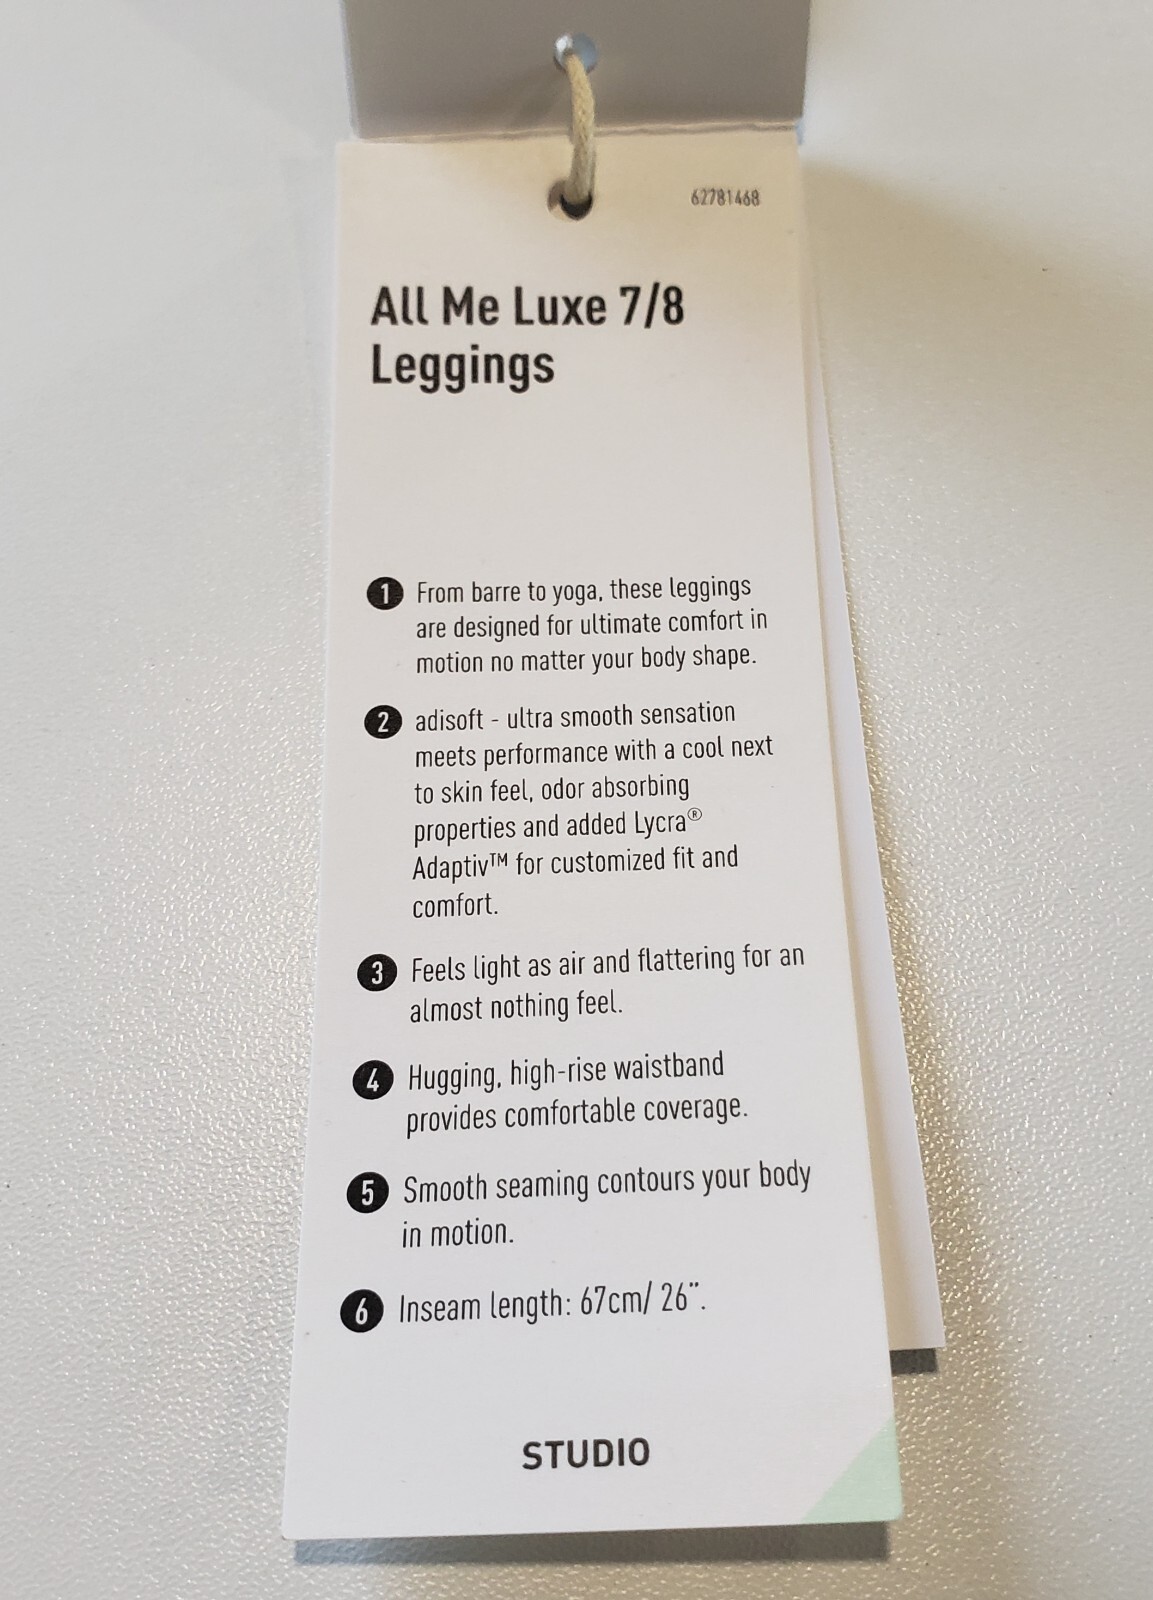 62781468
All Me Luxe 7/8
Leggings
1 From barre to yoga, these leggings
are designed for ultimate comfort in
motion no matter your body shape.
2 adisoft - ultra smooth sensation
meets performance with a cool next
to skin feel, odor absorbing
properties and added Lycra®
Adaptiv™ for customized fit and
comfort.
3 Feels light as air and flattering for an
almost nothing feel.
4 Hugging, high-rise waistband
provides comfortable coverage.
5 Smooth seaming contours your body
in motion.
6 Inseam length: 67cm/ 26”.
STUDIO